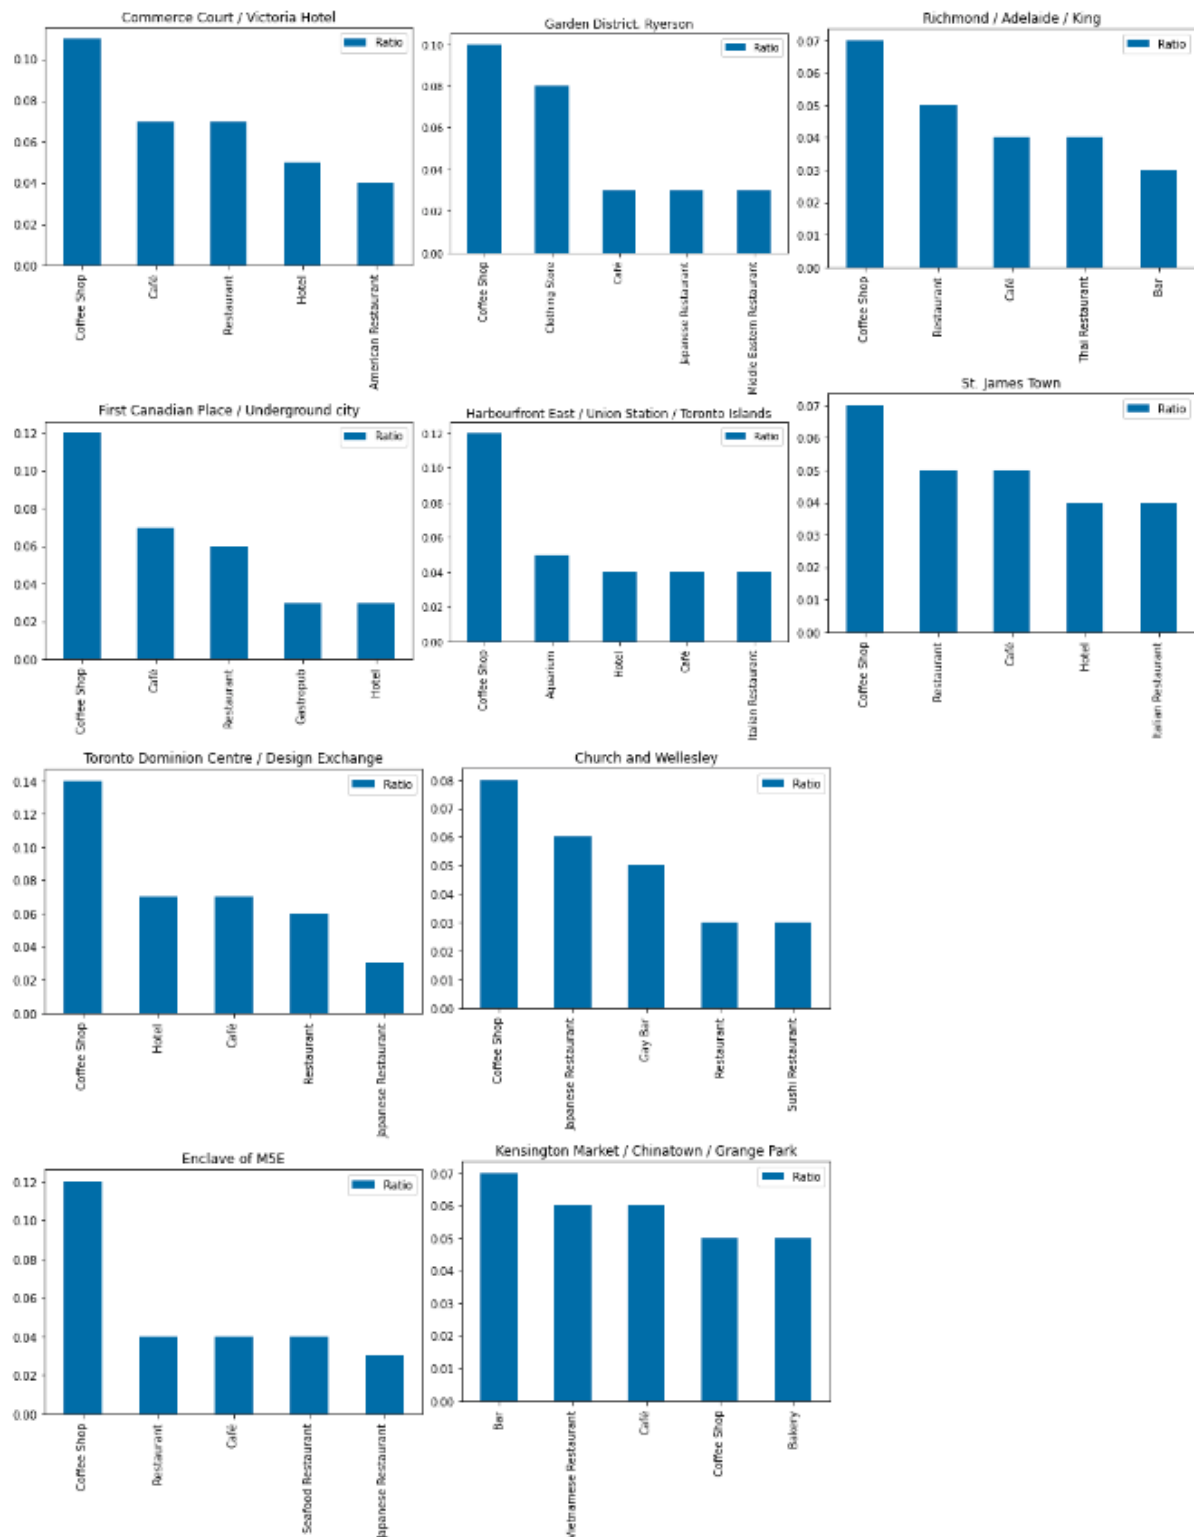 Commerce Court / Victoria Hotel
Ratio
0.10
0.08
0.06
0.04
0.02
0.00
Coffee Shop
Café
Restaurant
Hotel
American Restaurant
Garden District, Ryerson
Ratio
0.10
0.08
0.06
0.04
0.02
0.00
Coffee Shop
Clothing Store
Café
Japanese Restaurant
Middle Eastern Restaurant
Richmond / Adelaide / King
Ratio
0.07
0.06
0.05
0.04
0.03
0.02
0.01
0.00
Coffee Shop
Restaurant
Café
Thai Restaurant
Bar
First Canadian Place / Underground city
Ratio
0.12
0.10
0.08
0.06
0.04
0.02
0.00
Coffee Shop
Café
Restaurant
Gastropub
Hotel
Harbourfront East / Union Station / Toronto Islands
Ratio
0.12
0.10
0.08
0.06
0.04
0.02
0.00
Coffee Shop
Aquarium
Hotel
Café
Italian Restaurant
St. James Town
Ratio
0.07
0.06
0.05
0.04
0.03
0.02
0.01
0.00
Coffee Shop
Restaurant
Café
Hotel
Italian Restaurant
Toronto Dominion Centre / Design Exchange
Ratio
0.14
0.12
0.10
0.08
0.06
0.04
0.02
0.00
Coffee Shop
Hotel
Café
Restaurant
Japanese Restaurant
Church and Wellesley
Ratio
0.08
0.07
0.06
0.05
0.04
0.03
0.02
0.01
0.00
Coffee Shop
Japanese Restaurant
Gay Bar
Restaurant
Sushi Restaurant
Enclave of M5E
Ratio
0.12
0.10
0.08
0.06
0.04
0.02
0.00
Coffee Shop
Restaurant
Café
Seafood Restaurant
Japanese Restaurant
Kensington Market / Chinatown / Grange Park
Ratio
0.07
0.06
0.05
0.04
0.03
0.02
0.01
0.00
Bar
Vietnamese Restaurant
Café
Coffee Shop
Bakery